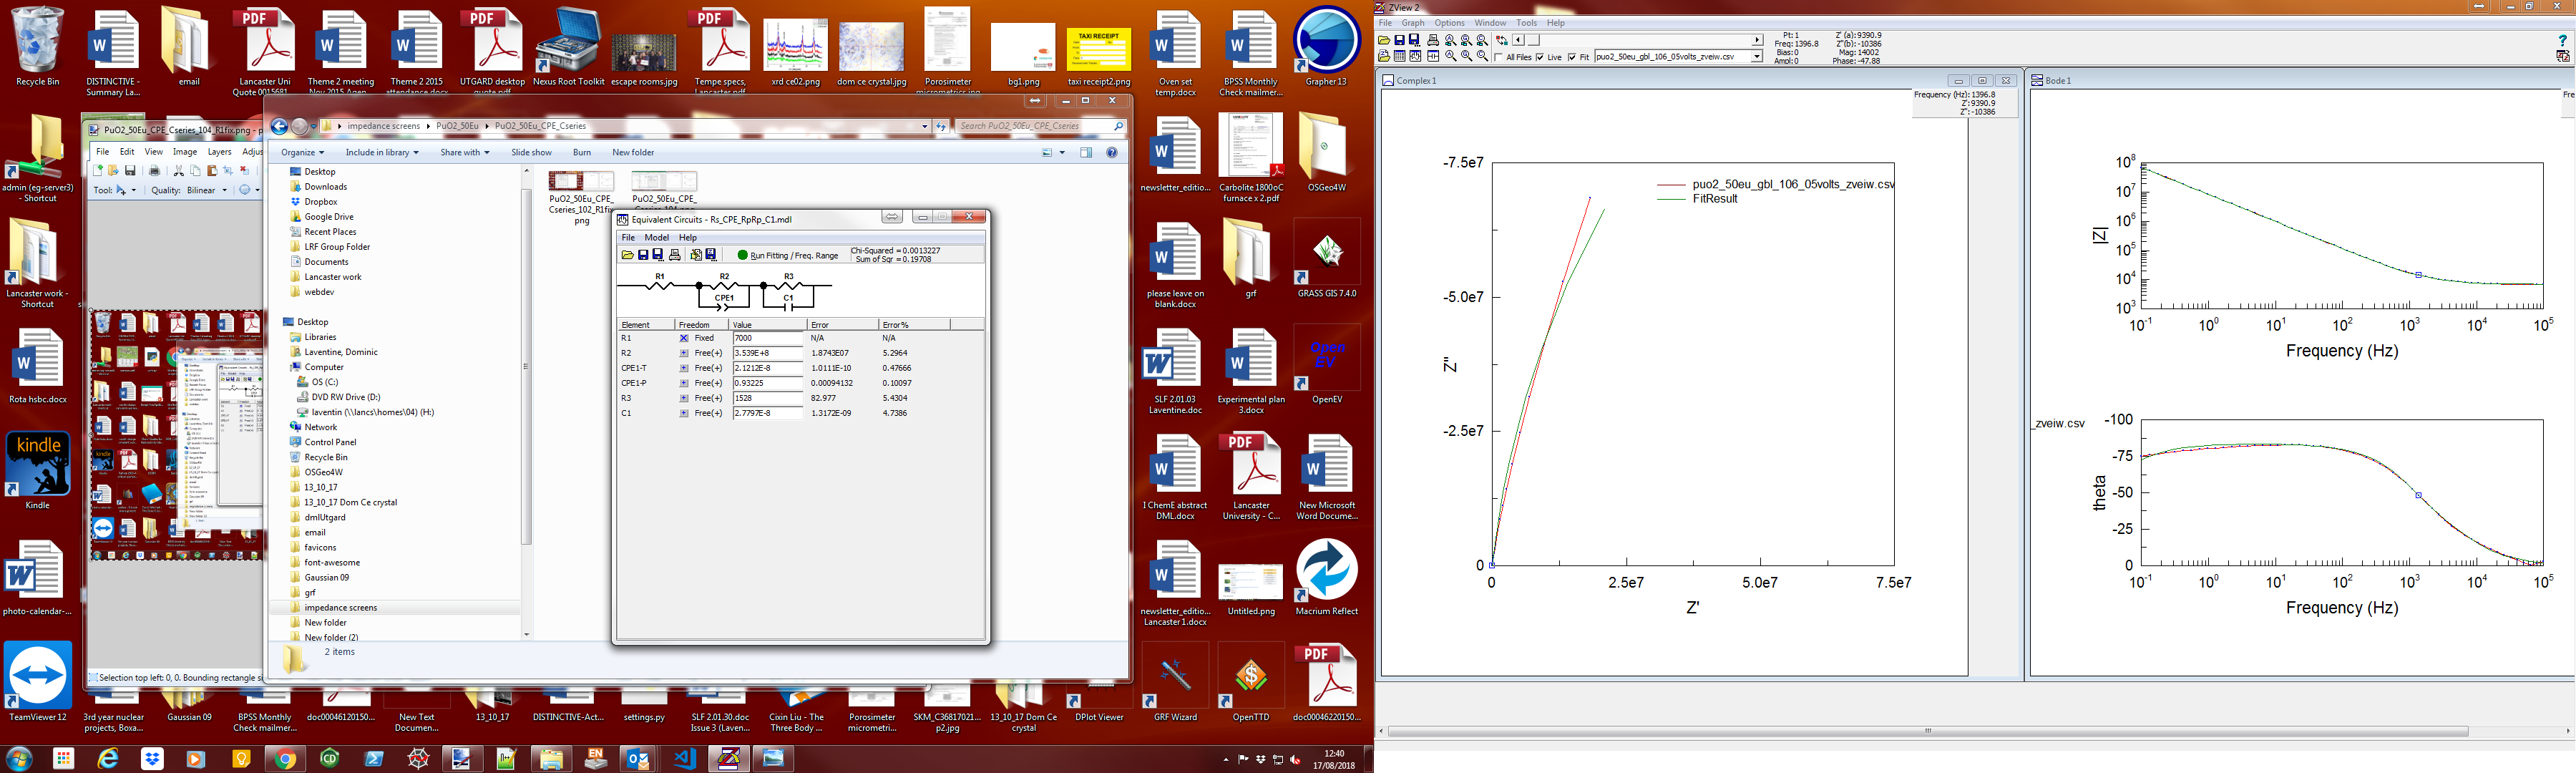 Recycle Bin
DISTINCTIVE - Summary La...
email
Lancaster Uni Quote 0015681...
Theme 2 meeting
Theme 2 2015
UTGARD desktop
Nexus Root Toolkit
escape rooms.jpg
Tempe specs,
xrd ce02.png
dom ce crystal.jpg
Porosimeter
bg1.png
taxi receipt2.png
TAXI RECEIPT
Oven set temp.docx
BPSS Monthly Check mailmer...
Grapher 13
admin (eg-server3) - Shortcut
Lancaster work - Shortcut
Rota hsbc.docx
kindle
Kindle
photo-calendar-...
TeamViewer 12
PuO2_50Eu_CPE_Cseries_104_R1fix.png - p
File Edit View Image Layers Adjus
Tool: Quality: Bilinear
Selection top left: 0, 0. Bounding rectangle si
impedance screens
PuO2_50Eu
PuO2_50Eu_CPE_Cseries
Search PuO2_50Eu_CPE_Cseries
Organize Include in library Share with Slide show Burn New folder
Desktop
Downloads
Dropbox
Google Drive
Recent Places
LRF Group Folder
Documents
Lancaster work
webdev
Desktop
Libraries
Laventine, Dominic
Computer
OS (C:)
DVD RW Drive (D:)
laventin (\\lancs\homes\04) (H:)
Network
Control Panel
Recycle Bin
OSGeo4W
13_10_17
13_10_17 Dom Ce crystal
dmlUtgard
email
favicons
font-awesome
Gaussian 09
grf
impedance screens
New folder
New folder (2)
2 items
PuO2_50Eu_CPE_Cseries_102_R1fix.png
PuO2_50Eu_CPE_
Equivalent Circuits - Rs_CPE_RpRp_C1.mdl
File Model Help
Run Fitting / Freq. Range
Chi-Squared = 0.0013227
Sum of Sqr = 0.19708
R1 R2 R3
CPE1 C1
Element Freedom Value Error Error%
R1 Fixed 7000 N/A N/A
R2 Free(+) 3.539E+8 1.8743E07 5.2964
CPE1-T Free(+) 2.1212E-8 1.0111E-10 0.47666
CPE1-P Free(+) 0.93225 0.00094132 0.10097
R3 Free(+) 1528 82.977 5.4304
C1 Free(+) 2.7797E-8 1.3172E-09 4.7386
newsletter_editio...
Carbolite 1800oC furnace x 2.pdf
OSGeo4W
please leave on blank.docx
grf
GRASS GIS 7.4.0
SLF 2.01.03 Laventine.doc
Experimental plan 3.docx
Open EV
OpenEV
I ChemE abstract DML.docx
Lancaster University - C...
New Microsoft Word Docume...
newsletter_editio... Lancaster 1.docx
Untitled.png
Macrium Reflect
3rd year nuclear projects, Boxa...
Gaussian 09
BPSS Monthly Check mailmer...
doc00046120150...
New Text Documen...
13_10_17
DISTINCTIVE-Act...
settings.py
SLF 2.01.30.doc Issue 3 (Laven...
Cixin Liu - The Three Body ...
Porosimeter micrometri...
SKM_C36817021... p2.jpg
13_10_17 Dom Ce crystal
DPlot Viewer
GRF Wizard
OpenTTD
doc00046220150...
12:40
17/08/2018
ZView 2
File Graph Options Window Tools Help
All Files Live Fit puo2_50eu_gbl_106_05volts_zveiw.csv
Pt: 1
Freq: 1396.8
Bias: 0
Ampl: 0
Z' (a): 9390.9
Z''(b): -10386
Mag: 14002
Phase: -47.88
Complex 1
Frequency (Hz): 1396.8
Z': 9390.9
Z'': -10386
puo2_50eu_gbl_106_05volts_zveiw.csv
FitResult
-7.5e7
-5.0e7
-2.5e7
0
0 2.5e7 5.0e7 7.5e7
Z''
Z'
Bode 1
Fre
|Z|
10^8
10^7
10^6
10^5
10^4
10^3
10^-1 10^0 10^1 10^2 10^3 10^4 10^5
Frequency (Hz)
_zveiw.csv
theta
-100
-75
-50
-25
0
10^-1 10^0 10^1 10^2 10^3 10^4 10^5
Frequency (Hz)